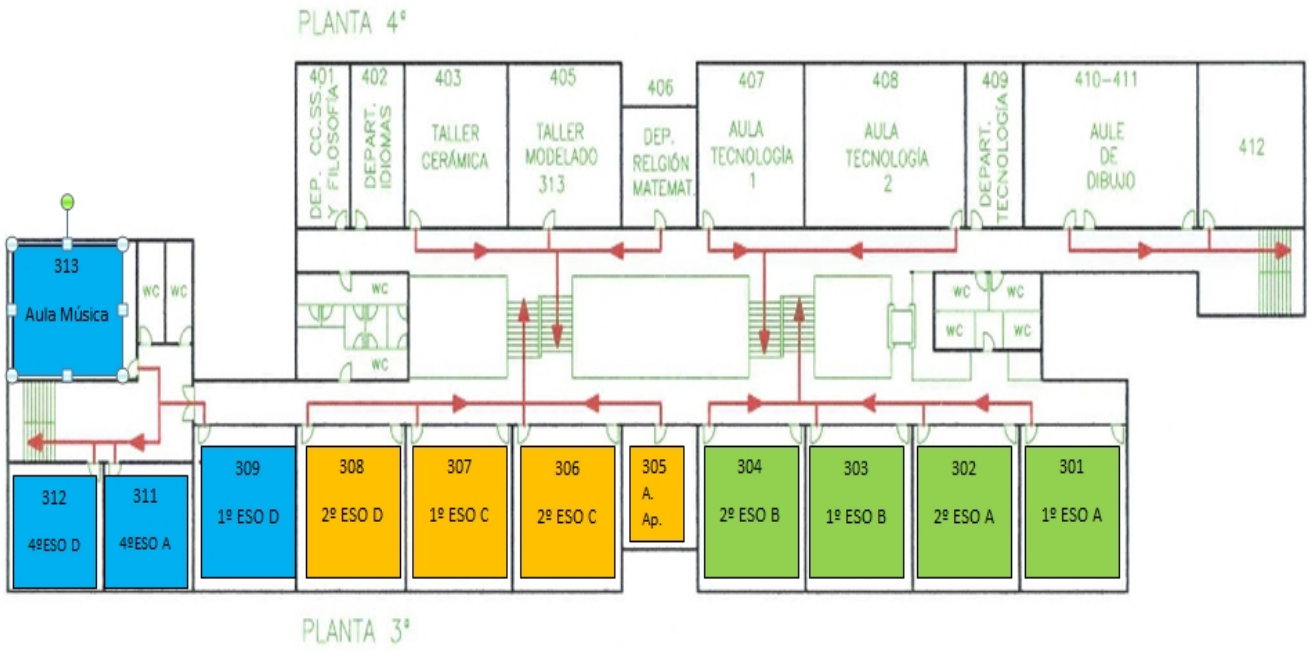 PLANTA 4ª
401
DEP. CC.SS.
Y FILOSOFÍA
402
DEPART.
IDIOMAS
403
TALLER
CERÁMICA
405
TALLER
MODELADO
313
406
DEP.
RELGIÓN
MATEMAT.
407
AULA
TECNOLOGÍA
1
408
AULA
TECNOLOGÍA
2
409
DEPART.
TECNOLOGÍA
410-411
AULE
DE
DIBUJO
412
313
Aula Música
WC
WC
WC
WC
WC
WC
WC
WC
309
1º ESO D
308
2º ESO D
307
1º ESO C
306
2º ESO C
305
A.
Ap.
304
2º ESO B
303
1º ESO B
302
2º ESO A
301
1º ESO A
312
4ºESO D
311
4ºESO A
PLANTA 3ª